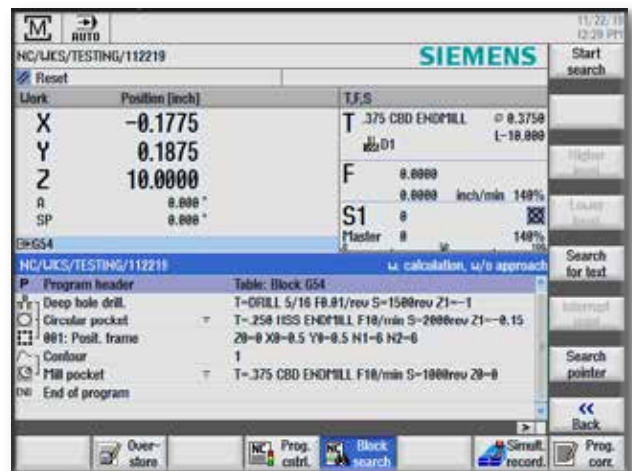 M AUTO
11/22/19
12:29 PM
NC/WKS/TESTING/112219
SIEMENS
Start search
Reset
Work Position [inch] T,F,S
X -0.1775
T .375 CBD ENDMILL ø 0.3750
D1 L-10.000
Y 0.1875
Z 10.0000
F 0.0000
A 0.000 °
0.0000 inch/min 140%
SP 0.000 °
S1 0
Master 0 140%
G54
NC/WKS/TESTING/112219 w. calculation, w/o approach
Higher level
Lower level
Search for text
P Program header Table: Block G54
Deep hole drill. T=DRILL 5/16 F0.01/rev S=1500rev Z1=-1
Circular pocket T=.250 HSS ENDMILL F10/min S=2000rev Z1=-0.15
001: Posit. frame Z0=0 X0=0.5 Y0=0.5 N1=6 N2=6
Contour 1
Mill pocket T=.375 CBD ENDMILL F10/min S=1000rev Z0=0
END End of program
Interrupt point
Search pointer
Back
Over-store
NC Prog. cntrl.
NC Block search
Simult. record.
Prog. corr.